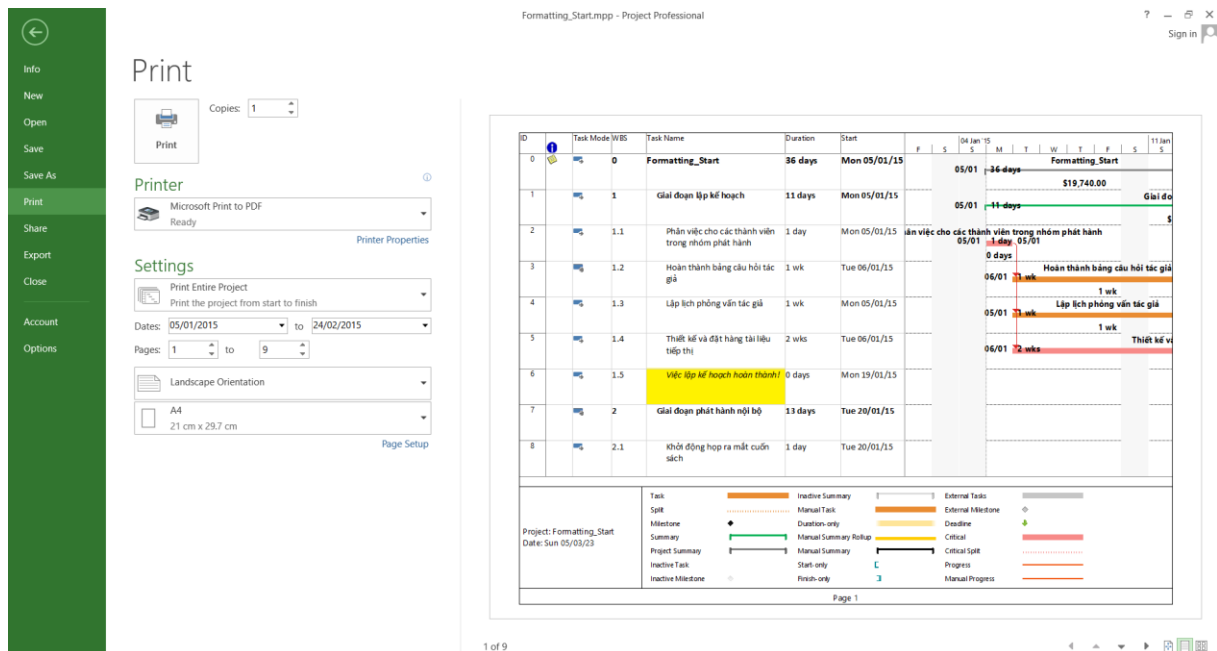 Formatting_Start.mpp - Project Professional
?
Sign in
Info
New
Open
Save
Save As
Print
Share
Export
Close
Account
Options
Print
Print
Copies: 1
Printer
Microsoft Print to PDF
Ready
Printer Properties
Settings
Print Entire Project
Print the project from start to finish
Dates: 05/01/2015 to 24/02/2015
Pages: 1 to 9
Landscape Orientation
A4
21 cm x 29.7 cm
Page Setup
ID Task Mode WBS Task Name Duration Start 04 Jan '15 11 Jan
F S S M T W T F S S
0 0 Formatting_Start 36 days Mon 05/01/15 Formatting_Start
05/01 36 days
$19,740.00
1 1 Giai đoạn lập kế hoạch 11 days Mon 05/01/15 Giai đo
05/01 11 days
$
2 1.1 Phân việc cho các thành viên trong nhóm phát hành 1 day Mon 05/01/15 ân việc cho các thành viên trong nhóm phát hành
05/01 1 day 05/01
0 days
3 1.2 Hoàn thành bảng câu hỏi tác giả 1 wk Tue 06/01/15 Hoàn thành bảng câu hỏi tác giả
06/01 1 wk
1 wk
4 1.3 Lập lịch phỏng vấn tác giả 1 wk Mon 05/01/15 Lập lịch phỏng vấn tác giả
05/01 1 wk
1 wk
5 1.4 Thiết kế và đặt hàng tài liệu tiếp thị 2 wks Tue 06/01/15 Thiết kế và
06/01 2 wks
6 1.5 Việc lập kế hoạch hoàn thành! 0 days Mon 19/01/15
7 2 Giai đoạn phát hành nội bộ 13 days Tue 20/01/15
8 2.1 Khởi động họp ra mắt cuốn sách 1 day Tue 20/01/15
Project: Formatting_Start
Date: Sun 05/03/23
Task Inactive Summary External Tasks
Split Manual Task External Milestone
Milestone Duration-only Deadline
Summary Manual Summary Rollup Critical
Project Summary Manual Summary Critical Split
Inactive Task Start-only Progress
Inactive Milestone Finish-only Manual Progress
Page 1
1 of 9